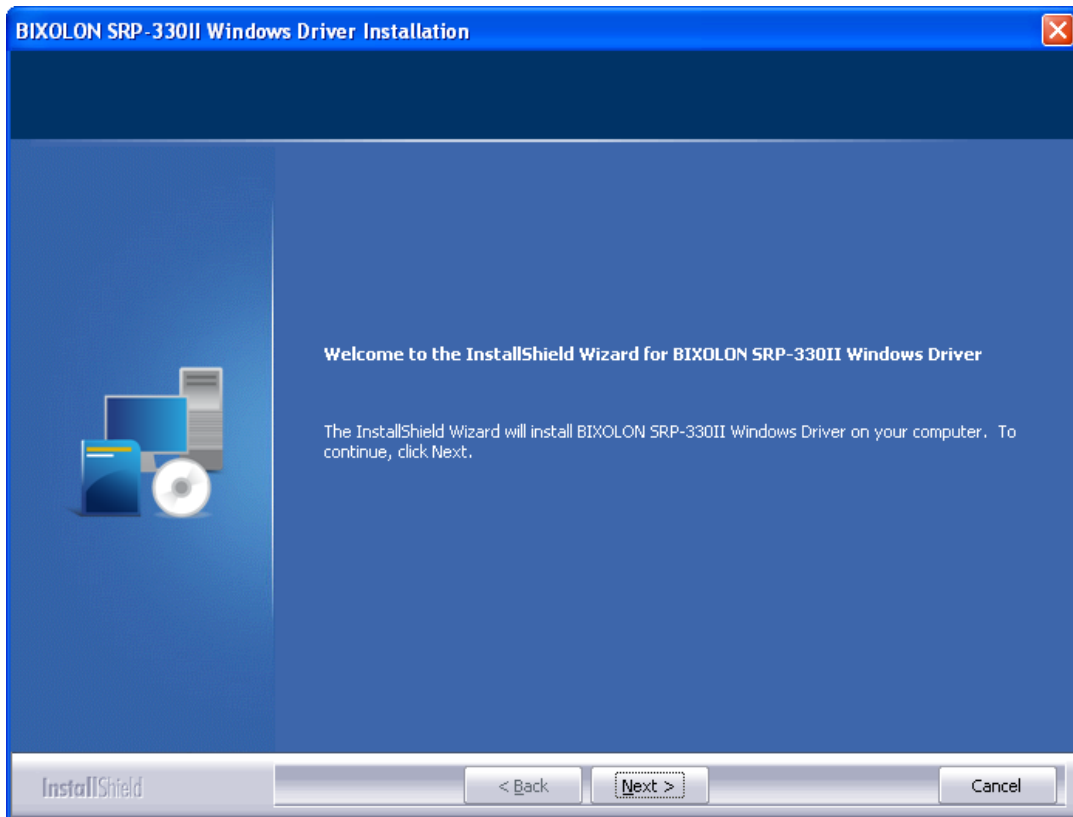 BIXOLON SRP-330II Windows Driver Installation
Welcome to the InstallShield Wizard for BIXOLON SRP-330II Windows Driver
The InstallShield Wizard will install BIXOLON SRP-330II Windows Driver on your computer. To
continue, click Next.
InstallShield
< Back
Next >
Cancel